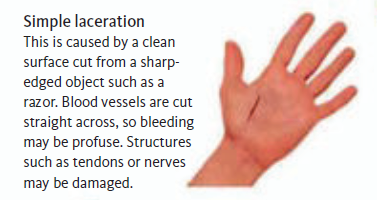 Simple laceration
This is caused by a clean
surface cut from a sharp-
edged object such as a
razor. Blood vessels are cut
straight across, so bleeding
may be profuse. Structures
such as tendons or nerves
may be damaged.